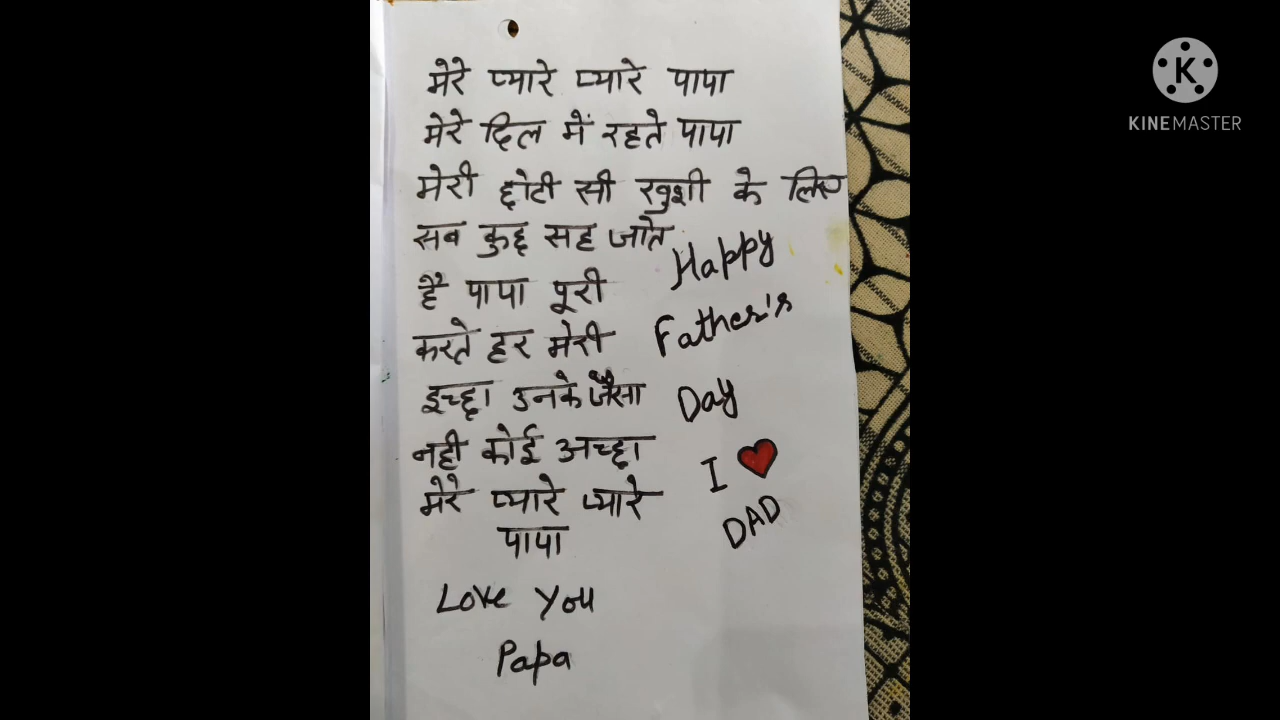 मेरे प्यारे प्यारे पापा
मेरे दिल में रहते पापा
मेरी छोटी सी खुशी के लिए
सब कुछ सह जाते
है पापा पूरी
करते हर मेरी
इच्छा उनके जैसा
नही कोई अच्छा
मेरे प्यारे प्यारे
पापा
Love you
Papa
Happy
Father's
Day
I ❤
DAD
KINEMASTER